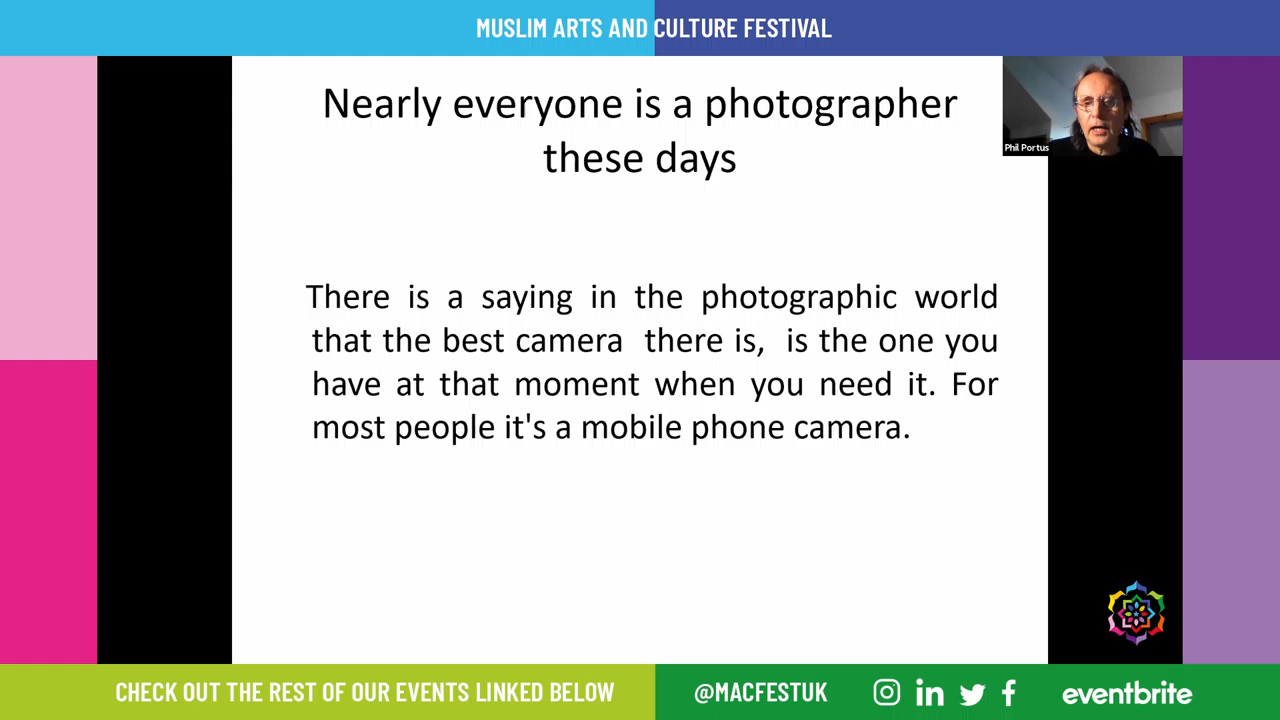 MUSLIM ARTS AND CULTURE FESTIVAL
Nearly everyone is a photographer
these days
Phil Portus
There is a saying in the photographic world
that the best camera there is, is the one you
have at that moment when you need it. For
most people it's a mobile phone camera.
CHECK OUT THE REST OF OUR EVENTS LINKED BELOW
@MACFESTUK
in
f
eventbrite